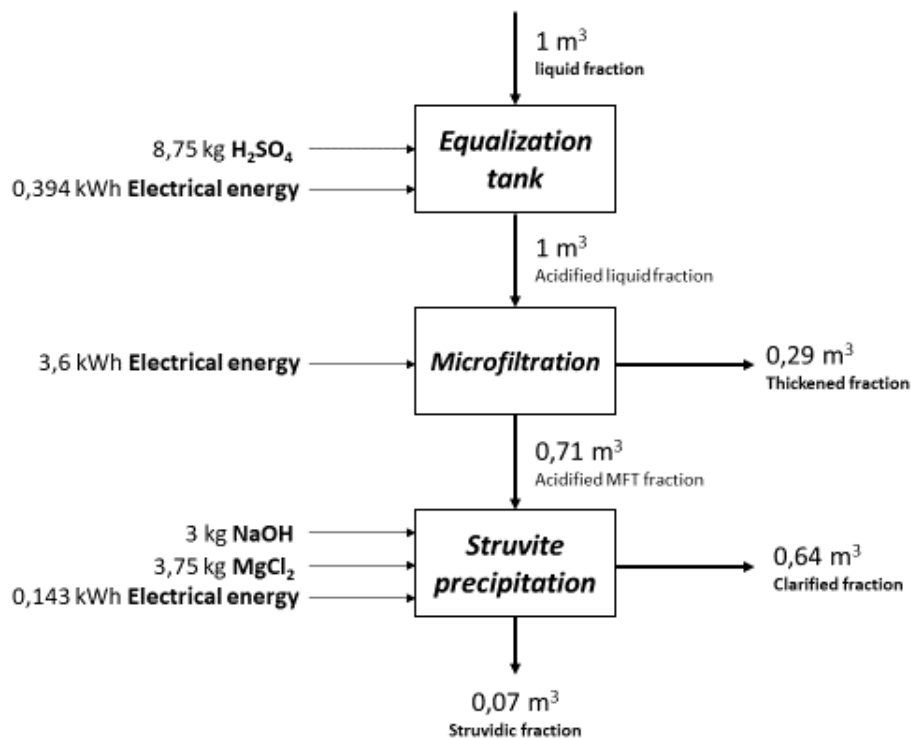 1 m³
liquid fraction
Equalization
tank
8,75 kg H₂SO₄
0,394 kWh Electrical energy
1 m³
Acidified liquid fraction
3,6 kWh Electrical energy
Microfiltration
0,29 m³
Thickened fraction
0,71 m³
Acidified MFT fraction
3 kg NaOH
3,75 kg MgCl₂
0,143 kWh Electrical energy
Struvite
precipitation
0,64 m³
Clarified fraction
0,07 m³
Struvidic fraction